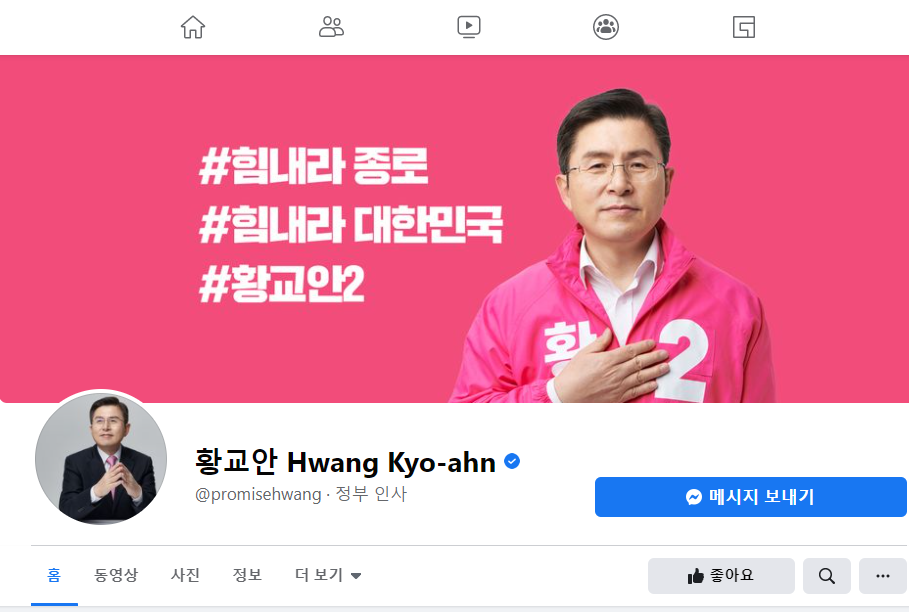 #힘내라 종로
#힘내라 대한민국
#황교안2
황 2
황교안 Hwang Kyo-ahn
@promisehwang · 정부 인사
메시지 보내기
홈 동영상 사진 정보 더 보기
좋아요